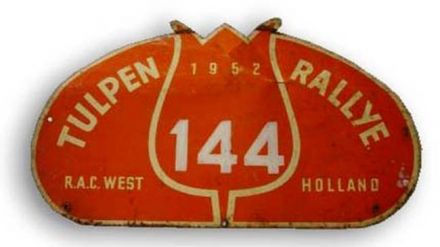 TULPEN RALLYE
1952
144
R.A.C. WEST HOLLAND